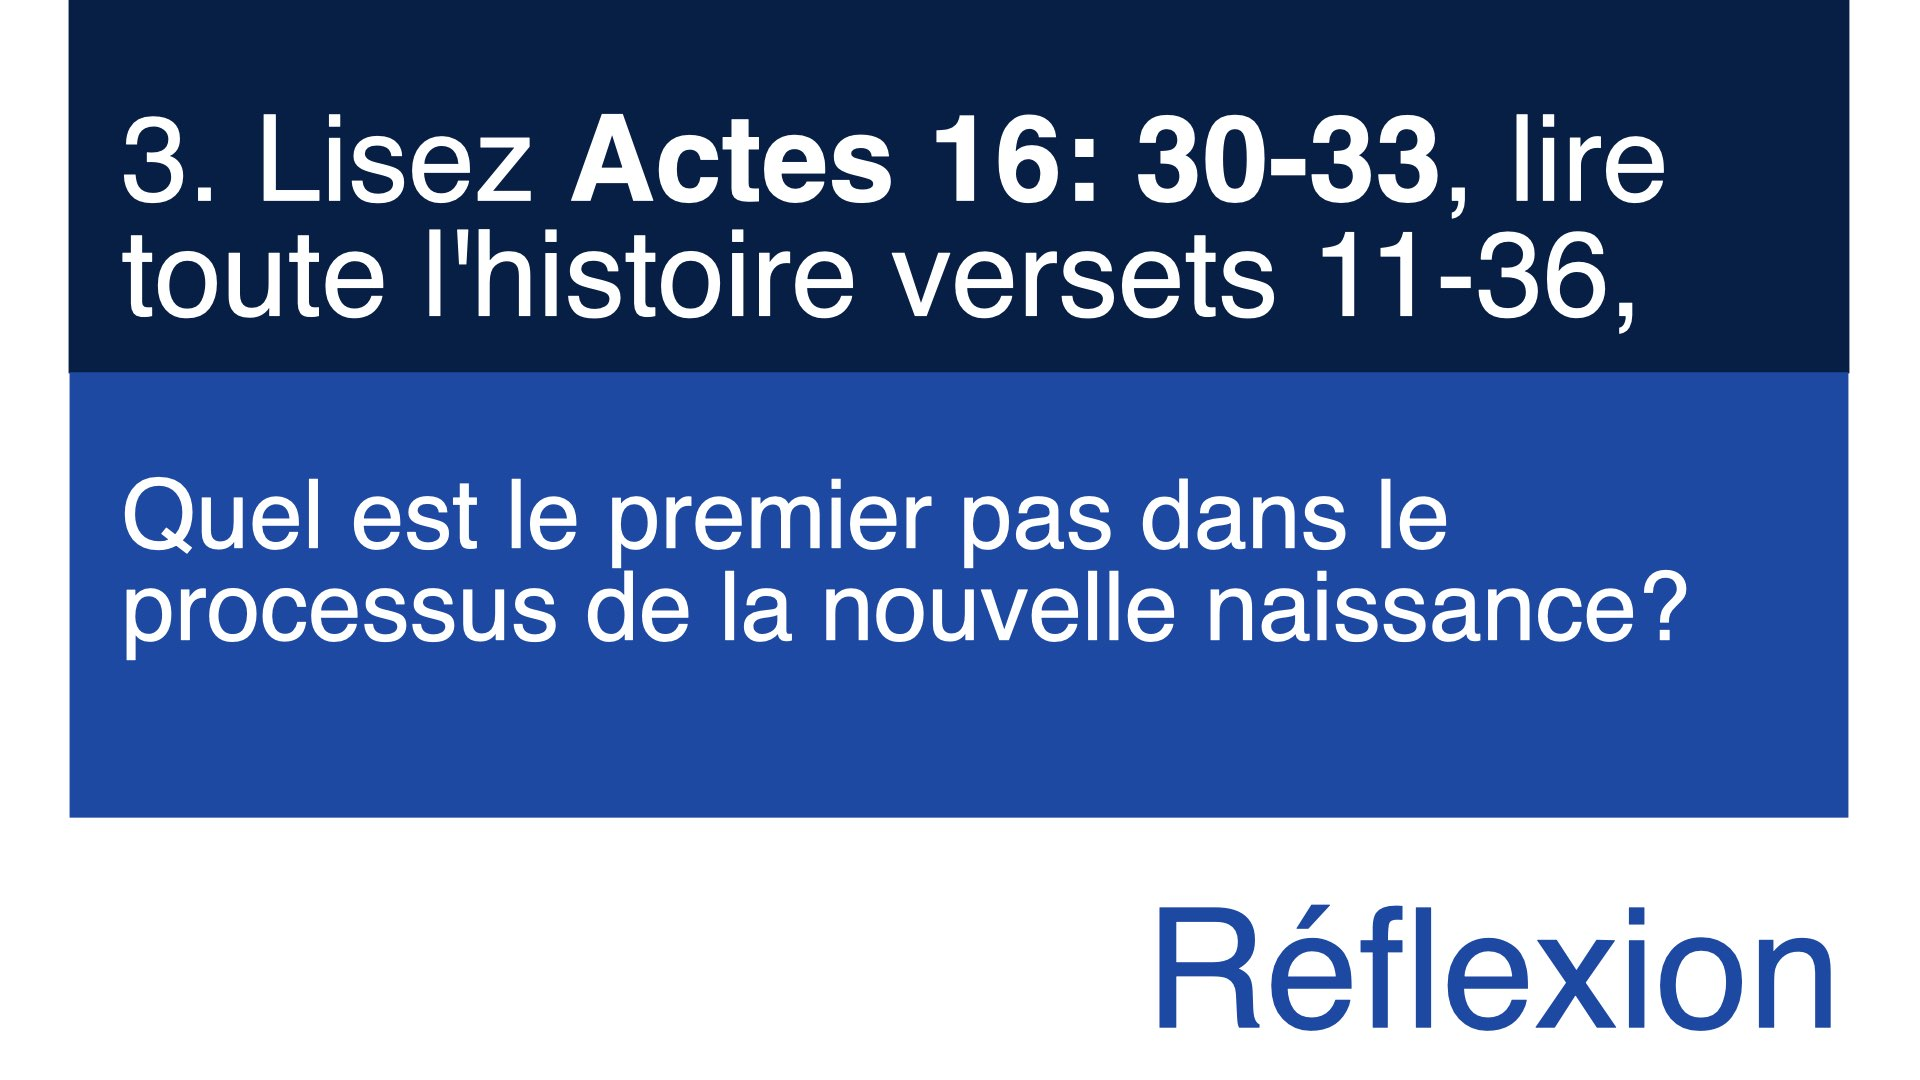 3. Lisez Actes 16: 30-33, lire
toute l'histoire versets 11-36,
Quel est le premier pas dans le
processus de la nouvelle naissance?
Réflexion